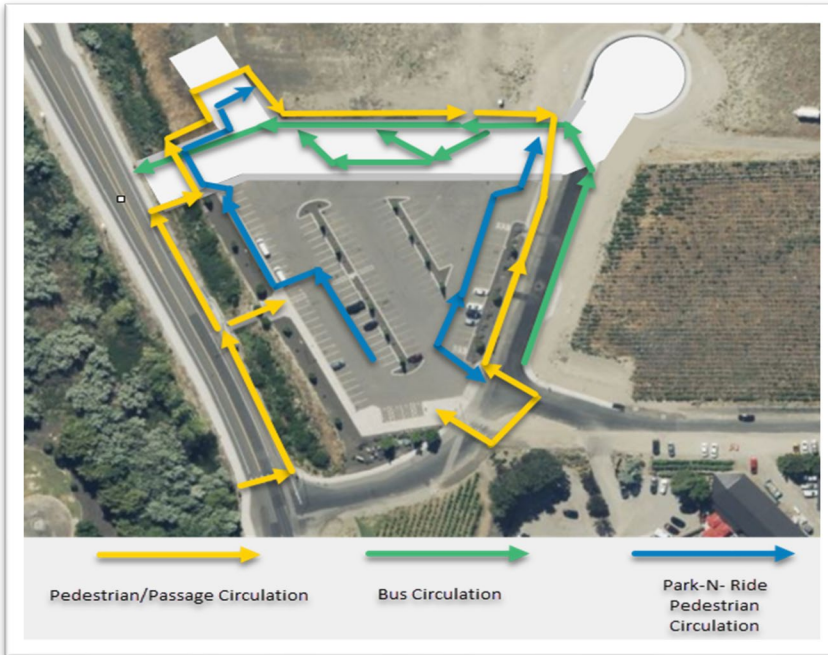 Pedestrian/Passage Circulation
Bus Circulation
Park-N- Ride
Pedestrian
Circulation